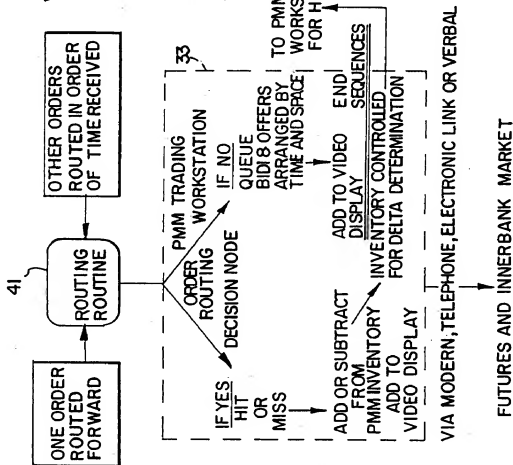 ONE ORDER
ROUTED
FORWARD
41
ROUTING
ROUTINE
OTHER ORDERS
ROUTED IN ORDER
OF TIME RECEIVED
33
ORDER
ROUTING
DECISION NODE
PMM TRADING
WORKSTATION
IF YES
HIT
OR
MISS
IF NO
QUEUE
BIDI 8 OFFERS
ARRANGED BY
TIME AND SPACE
ADD TO VIDEO
DISPLAY
END
SEQUENCES
ADD OR SUBTRACT
FROM
PMM INVENTORY
ADD TO
VIDEO DISPLAY
INVENTORY CONTROLLED
FOR DELTA DETERMINATION
TO PMM
WORKS
FOR H
VIA MODERN, TELEPHONE, ELECTRONIC LINK OR VERBAL
FUTURES AND INNERBANK MARKET